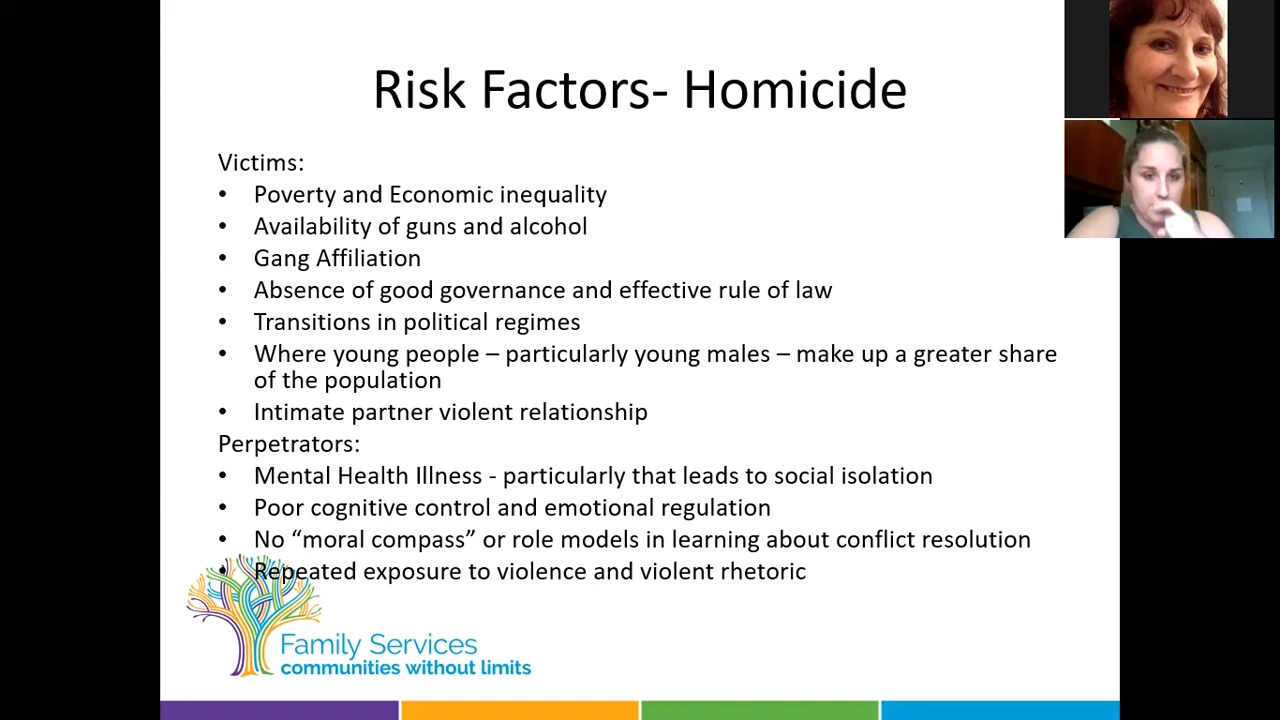 Risk Factors- Homicide
Victims:
• Poverty and Economic inequality
• Availability of guns and alcohol
• Gang Affiliation
• Absence of good governance and effective rule of law
• Transitions in political regimes
• Where young people – particularly young males – make up a greater share
of the population
• Intimate partner violent relationship
Perpetrators:
• Mental Health Illness - particularly that leads to social isolation
• Poor cognitive control and emotional regulation
• No “moral compass” or role models in learning about conflict resolution
• Repeated exposure to violence and violent rhetoric
Family Services
communities without limits